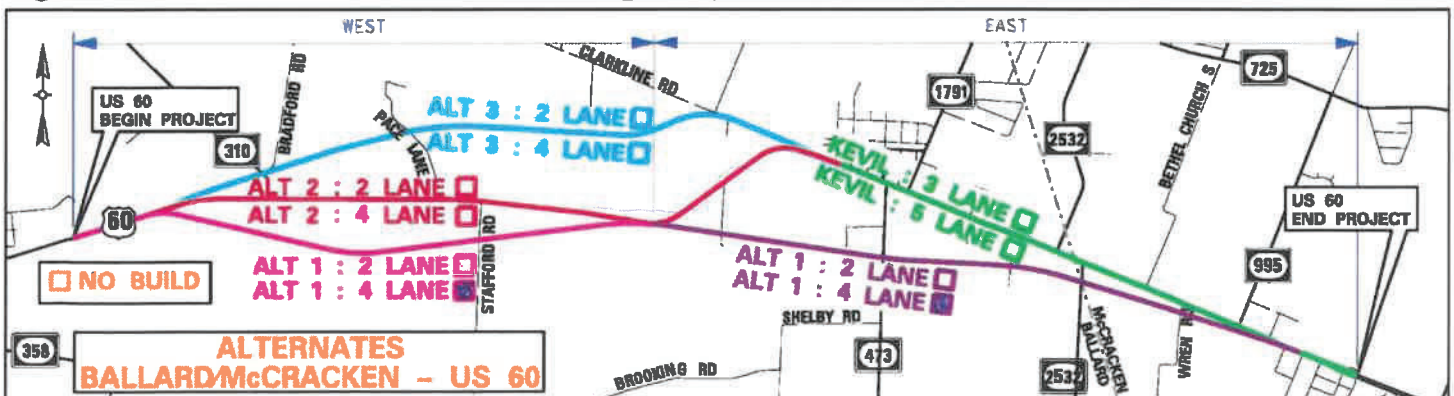 WEST
EAST
US 60
BEGIN PROJECT
310
BRADFORD RD
PACE LANE
CLARKLINE RD
ALT 3 : 2 LANE
ALT 3 : 4 LANE
1791
2532
BETHEL CHURCH S
725
60
ALT 2 : 2 LANE
ALT 2 : 4 LANE
STAFFORD RD
KEVIL : 3 LANE
KEVIL : 5 LANE
US 60
END PROJECT
995
NO BUILD
ALT 1 : 2 LANE
ALT 1 : 4 LANE
ALT 1 : 2 LANE
ALT 1 : 4 LANE
SHELBY RD
473
McCRACKEN
BALLARD
2532
WREN RD
358
ALTERNATES
BALLARD/McCRACKEN - US 60
BROOKING RD